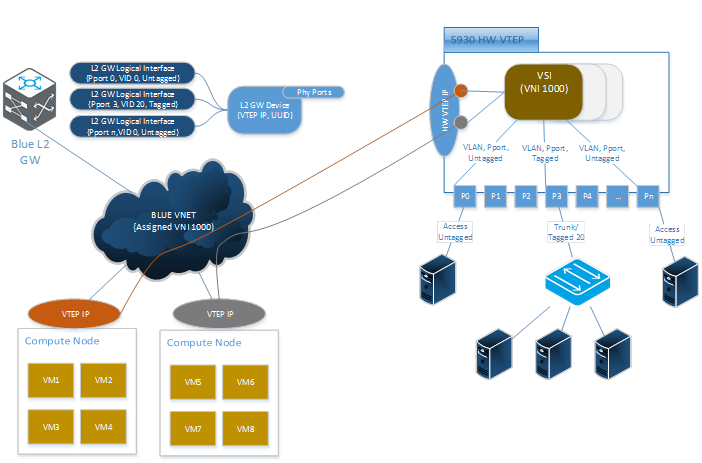 5930 HW VTEP
L2 GW Logical Interface
{Pport 0, VID 0, Untagged}
L2 GW Logical Interface
{Pport 3, VID 20, Tagged}
L2 GW Logical Interface
{Pport n,VID 0, Untagged}
Phy Ports
L2 GW Device
{VTEP IP, UUID}
Blue L2
GW
HW VTEP IP
VSI
(VNI 1000)
VLAN, Pport,
Untagged
VLAN, Pport,
Tagged
VLAN, Pport,
Untagged
P0
P1
P2
P3
P4
...
Pn
BLUE VNET
{Assigned VNI1000)
Access
Untagged
Trunk/
Tagged 20
Access
Untagged
VTEP IP
VTEP IP
Compute Node
VM1
VM2
VM3
VM4
Compute Node
VM5
VM6
VM7
VM8